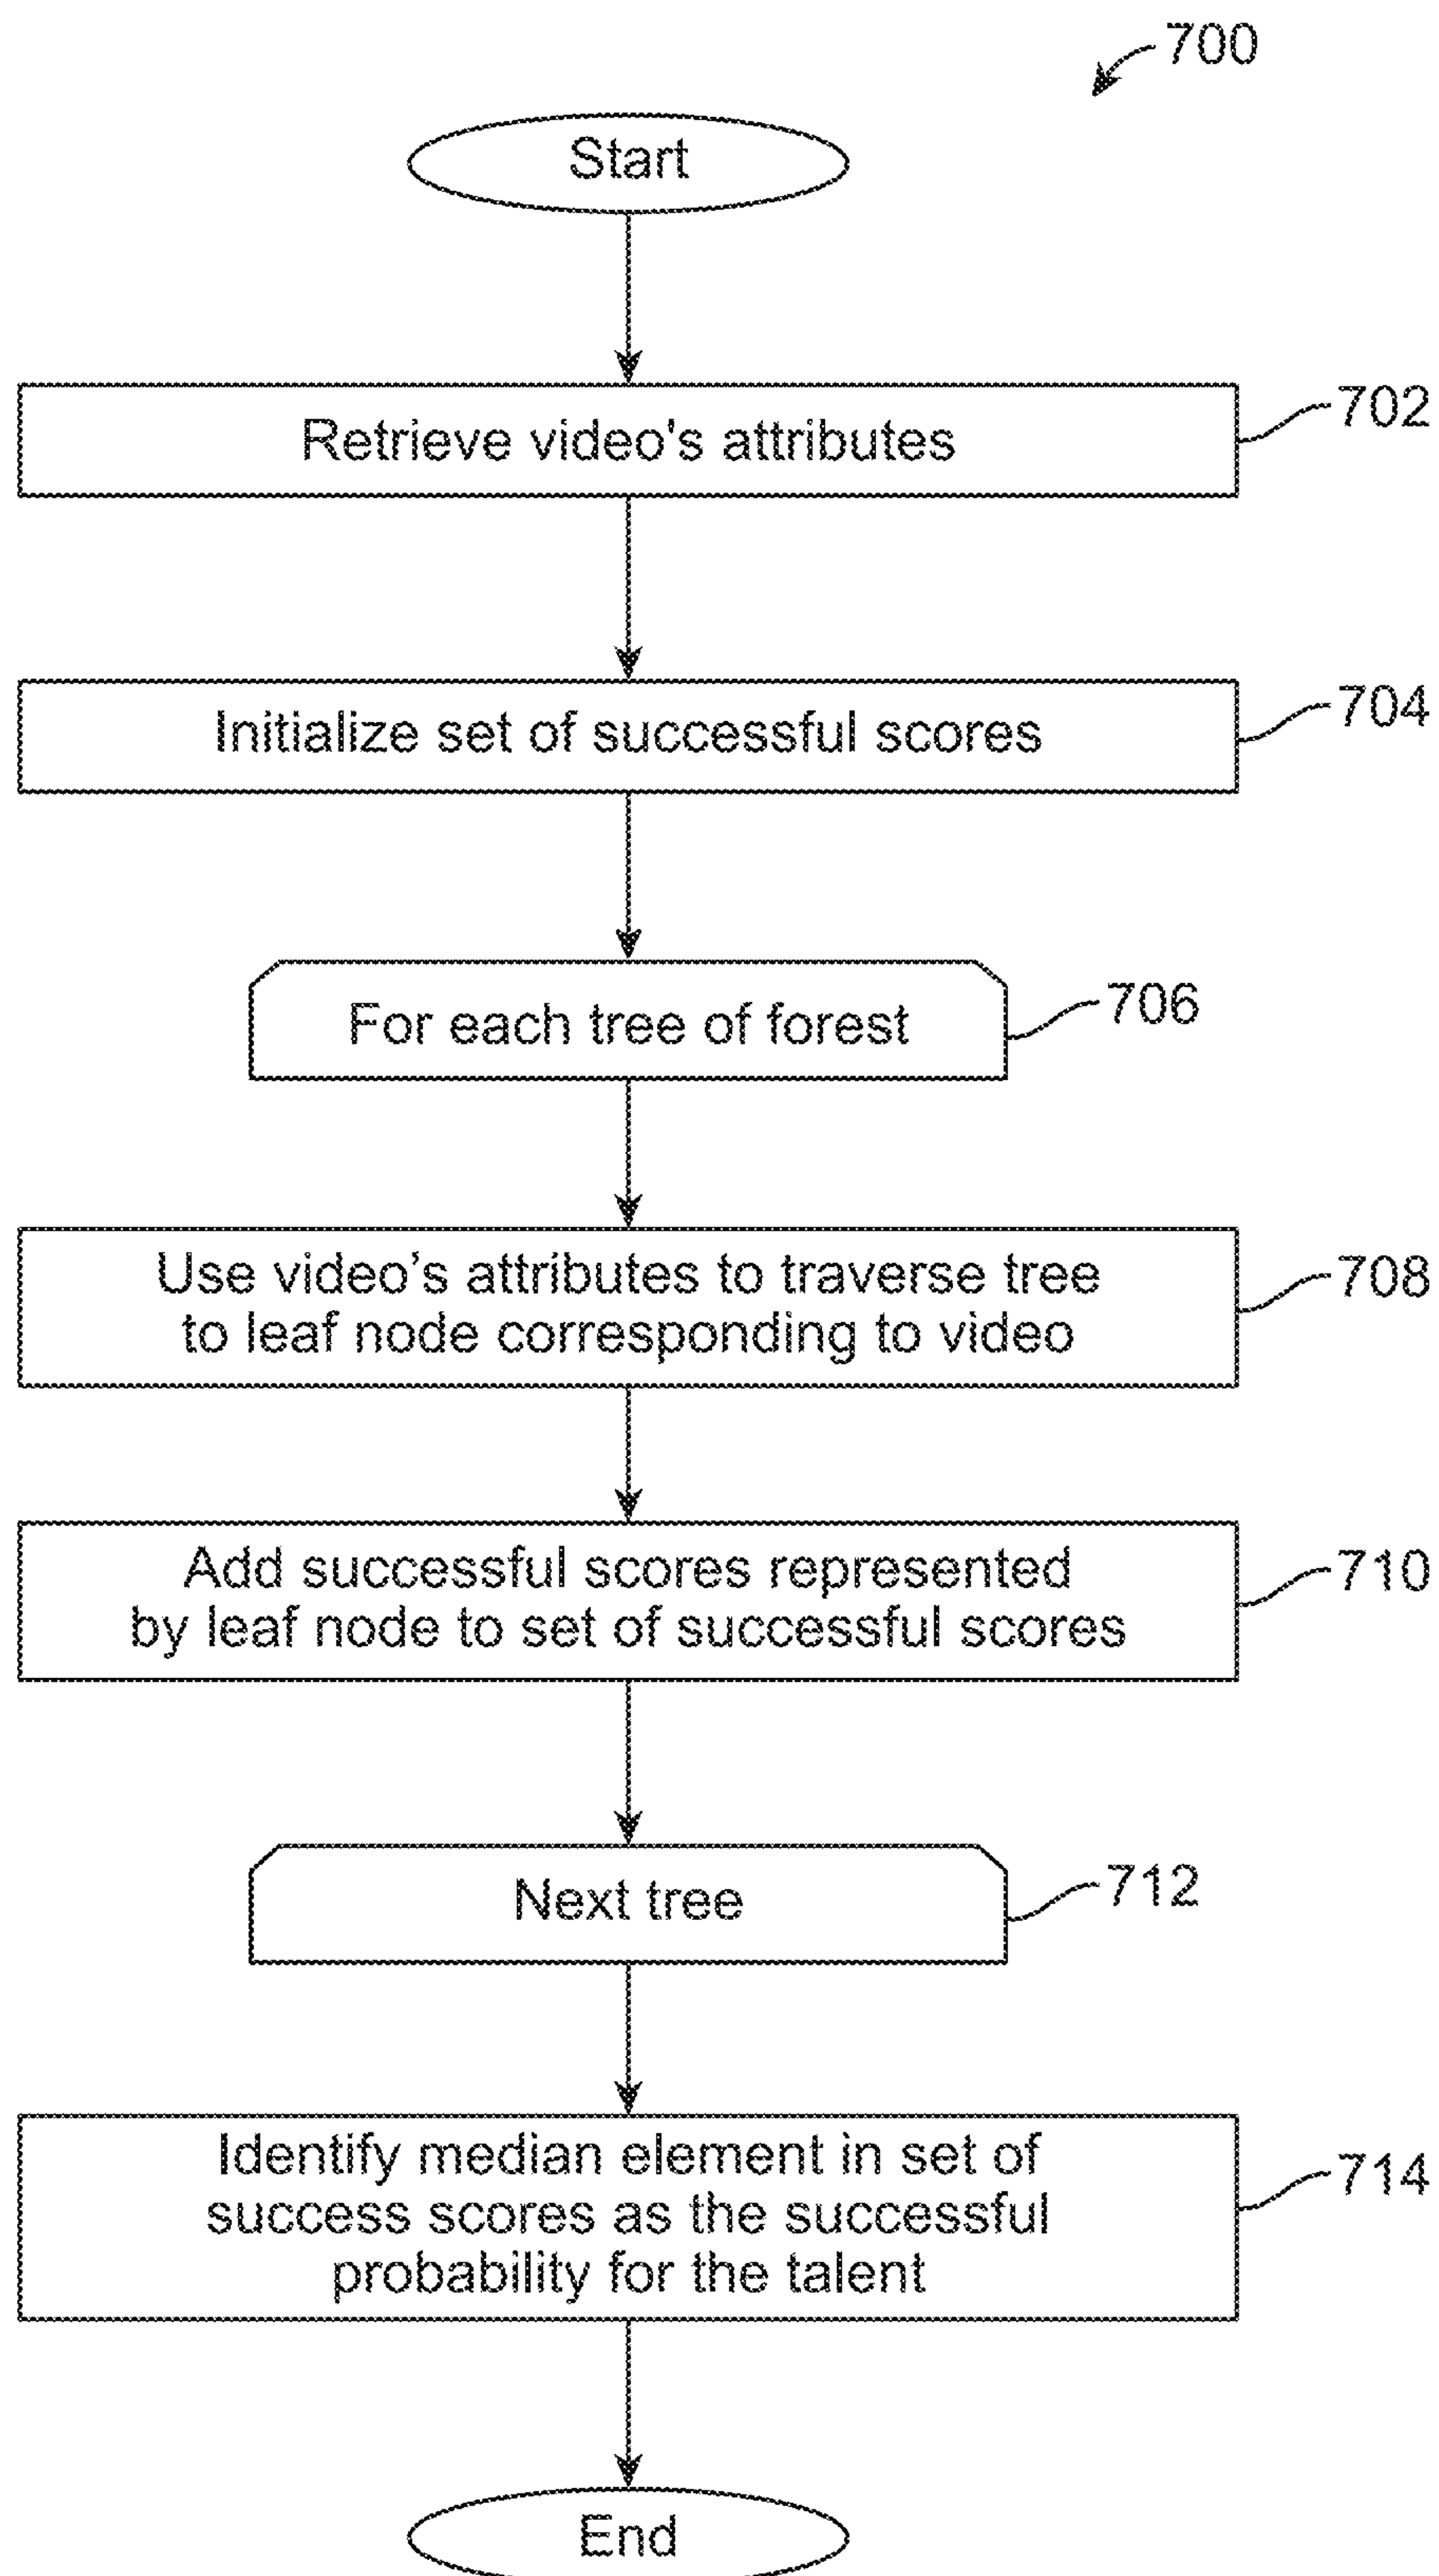 700
Start
Retrieve video's attributes
702
Initialize set of successful scores
704
For each tree of forest
706
Use video’s attributes to traverse tree
to leaf node corresponding to video
708
Add successful scores represented
by leaf node to set of successful scores
710
Next tree
712
Identify median element in set of
success scores as the successful
probability for the talent
714
End